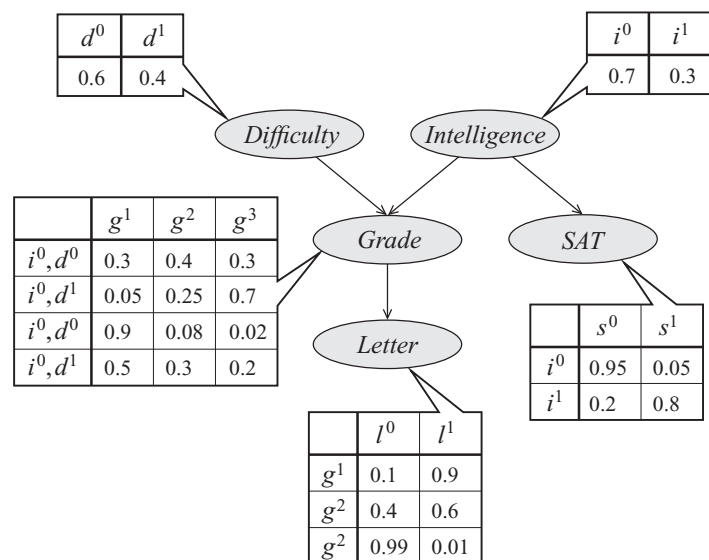 d⁰ d¹
0.6 0.4
i⁰ i¹
0.7 0.3
Difficulty
Intelligence
g¹ g² g³
i⁰,d⁰ 0.3 0.4 0.3
i⁰,d¹ 0.05 0.25 0.7
i⁰,d⁰ 0.9 0.08 0.02
i⁰,d¹ 0.5 0.3 0.2
Grade
SAT
Letter
s⁰ s¹
i⁰ 0.95 0.05
i¹ 0.2 0.8
l⁰ l¹
g¹ 0.1 0.9
g² 0.4 0.6
g² 0.99 0.01